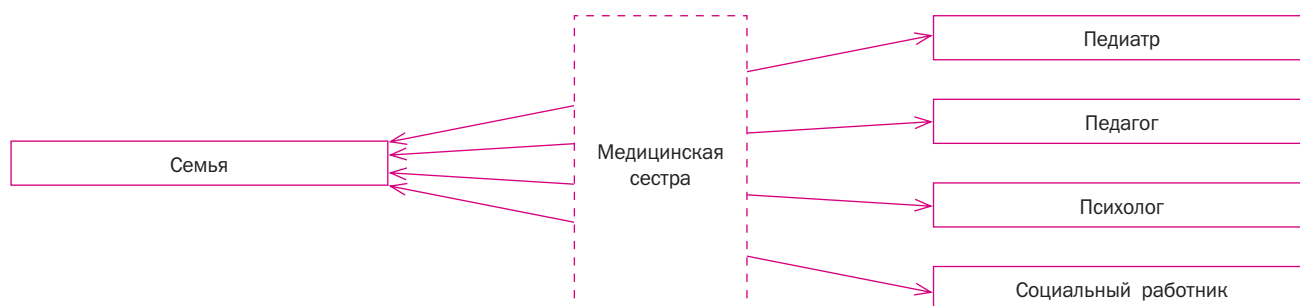 Педиатр
Педагог
Семья
Медицинская
сестра
Психолог
Социальный работник